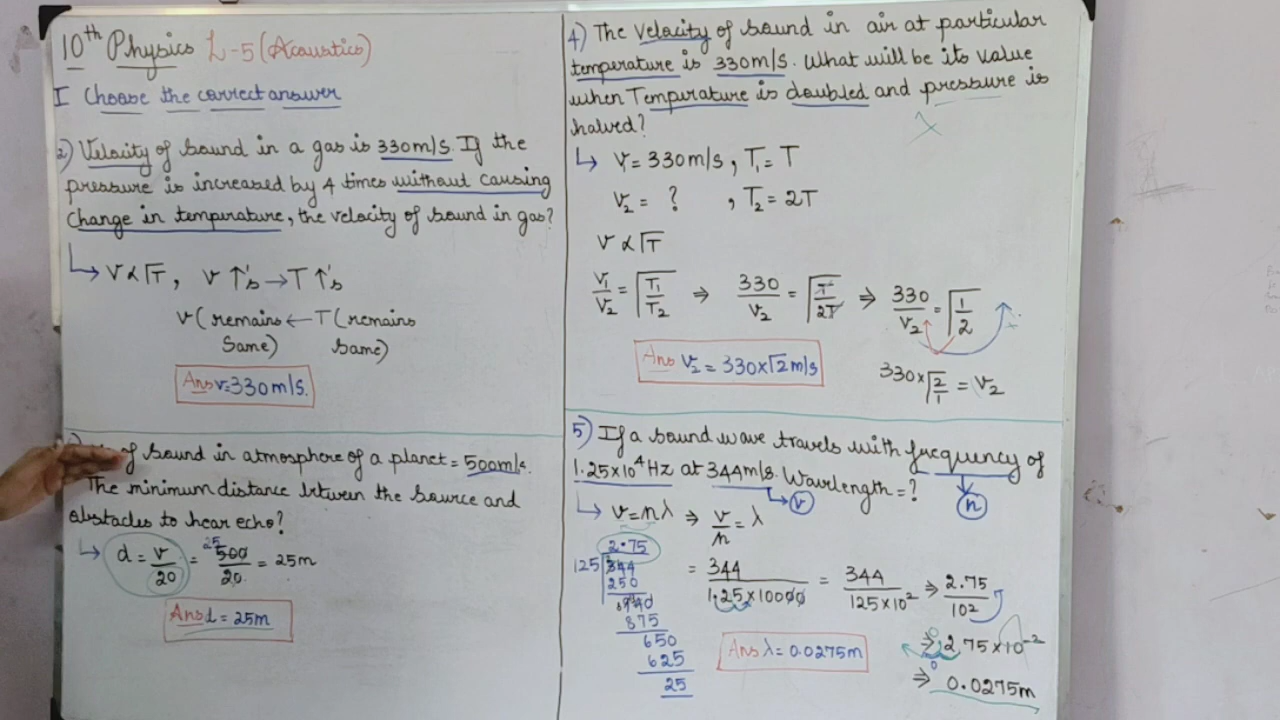 10th Physics L-5 (Acoustics)
I Choose the correct answer
2) Velocity of sound in a gas is 330m/s. If the
pressure is increased by 4 times without causing
change in temperature, the velocity of sound in gas?
↳ V ∝ √T, V ↑'s → T ↑'s
V (remains ← T (remains
Same) same)
Ans v=330m/s.
of sound in atmosphere of a planet = 500m/s.
The minimum distance between the source and
obstacles to hear echo?
↳ d = v/20 = 25 500/20 = 25m
Ans d = 25m
4) The velocity of sound in air at particular
temperature is 330m/s. What will be its value
when Temperature is doubled and pressure is
halved?
↳ V₁ = 330m/s, T₁ = T
V₂ = ? , T₂ = 2T
V ∝ √T
V₁/V₂ = √(T₁/T₂) ⇒ 330/V₂ = √(T/2T) ⇒ 330/V₂ = √(1/2)
330×√(2/1) = V₂
Ans V₂ = 330×√2 m/s
5) If a sound wave travels with frequency of
1.25×10⁴Hz at 344m/s. Wavelength=?
(v) (n)
↳ v=nλ ⇒ v/n = λ
= 344/1.25×10000 = 344/125×10² ⇒ 2.75/10²
2.75
125 344
250
940
875
650
625
25
⇒ 2.75×10⁻²
⇒ 0.0275m
Ans λ = 0.0275m